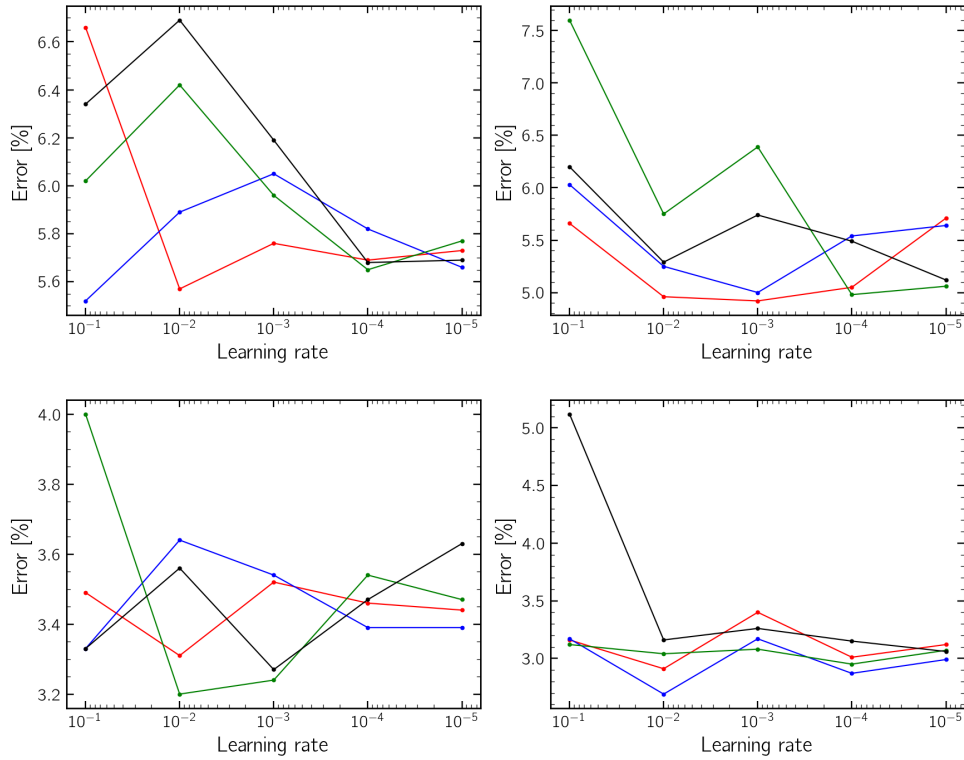 6.6
6.4
6.2
6.0
5.8
5.6
Error [%]
10⁻¹ 10⁻² 10⁻³ 10⁻⁴ 10⁻⁵
Learning rate
7.5
7.0
6.5
6.0
5.5
5.0
Error [%]
10⁻¹ 10⁻² 10⁻³ 10⁻⁴ 10⁻⁵
Learning rate
4.0
3.8
3.6
3.4
3.2
Error [%]
10⁻¹ 10⁻² 10⁻³ 10⁻⁴ 10⁻⁵
Learning rate
5.0
4.5
4.0
3.5
3.0
Error [%]
10⁻¹ 10⁻² 10⁻³ 10⁻⁴ 10⁻⁵
Learning rate